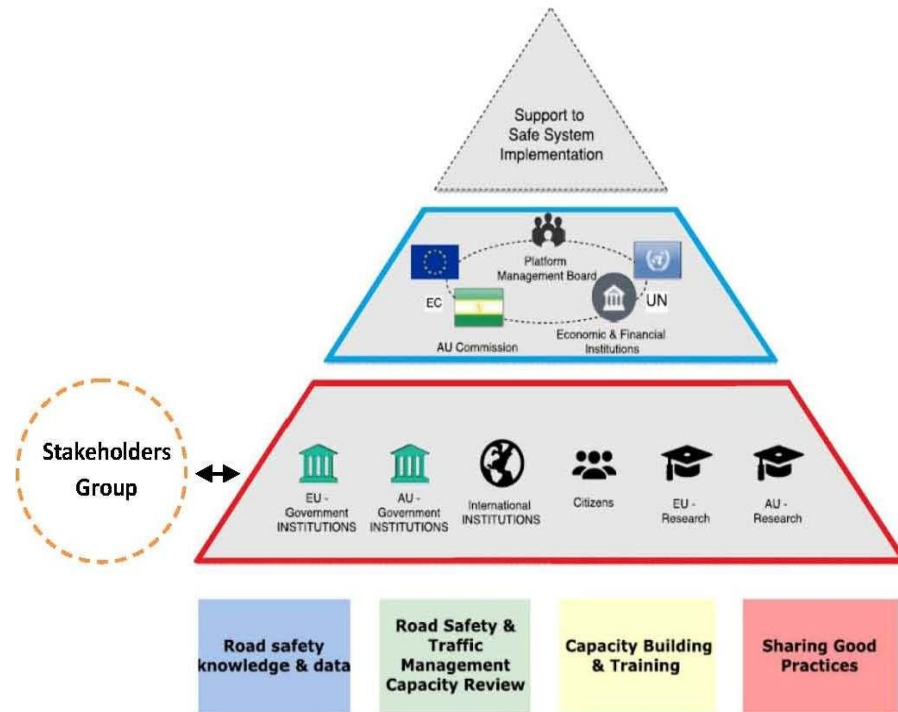 Support to
Safe System
Implementation
Platform
Management Board
EC
UN
AU Commission
Economic & Financial
Institutions
Stakeholders
Group
EU -
Government
INSTITUTIONS
AU -
Government
INSTITUTIONS
International
INSTITUTIONS
Citizens
EU -
Research
AU -
Research
Road safety
knowledge & data
Road Safety &
Traffic
Management
Capacity Review
Capacity Building
& Training
Sharing Good
Practices